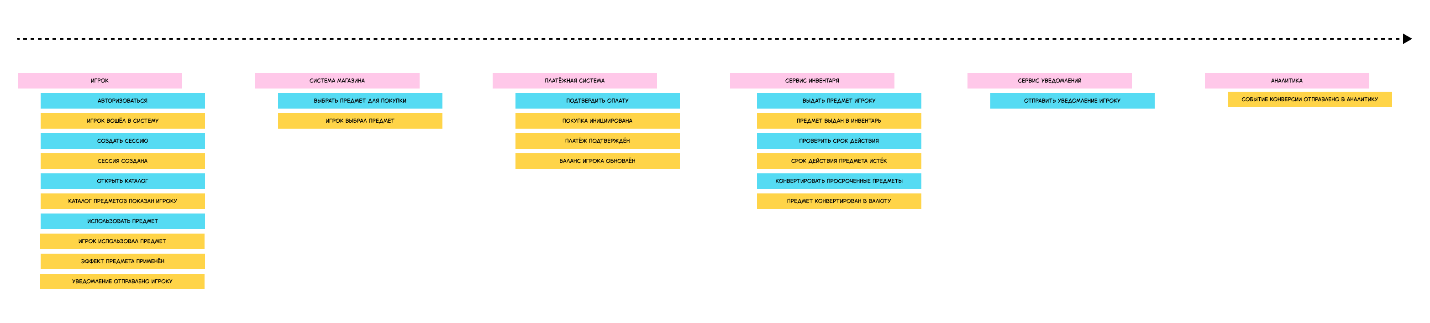 ИГРОК
АВТОРИЗОВАТЬСЯ
ИГРОК ВОШЁЛ В СИСТЕМУ
СОЗДАТЬ СЕССИЮ
СЕССИЯ СОЗДАНА
ОТКРЫТЬ КАТАЛОГ
КАТАЛОГ ПРЕДМЕТОВ ПОКАЗАН ИГРОКУ
ИСПОЛЬЗОВАТЬ ПРЕДМЕТ
ИГРОК ИСПОЛЬЗОВАЛ ПРЕДМЕТ
ЭФФЕКТ ПРЕДМЕТА ПРИМЕНЁН
УВЕДОМЛЕНИЕ ОТПРАВЛЕНО ИГРОКУ
СИСТЕМА МАГАЗИНА
ВЫБРАТЬ ПРЕДМЕТ ДЛЯ ПОКУПКИ
ИГРОК ВЫБРАЛ ПРЕДМЕТ
ПЛАТЁЖНАЯ СИСТЕМА
ПОДТВЕРДИТЬ ОПЛАТУ
ПОКУПКА ИНИЦИИРОВАНА
ПЛАТЁЖ ПОДТВЕРЖДЁН
БАЛАНС ИГРОКА ОБНОВЛЁН
СЕРВИС ИНВЕНТАРЯ
ВЫДАТЬ ПРЕДМЕТ ИГРОКУ
ПРЕДМЕТ ВЫДАН В ИНВЕНТАРЬ
ПРОВЕРИТЬ СРОК ДЕЙСТВИЯ
СРОК ДЕЙСТВИЯ ПРЕДМЕТА ИСТЁК
КОНВЕРТИРОВАТЬ ПРОСРОЧЕННЫЕ ПРЕДМЕТЫ
ПРЕДМЕТ КОНВЕРТИРОВАН В ВАЛЮТУ
СЕРВИС УВЕДОМЛЕНИЙ
ОТПРАВИТЬ УВЕДОМЛЕНИЕ ИГРОКУ
АНАЛИТИКА
СОБЫТИЕ КОНВЕРСИИ ОТПРАВЛЕНО В АНАЛИТИКУ